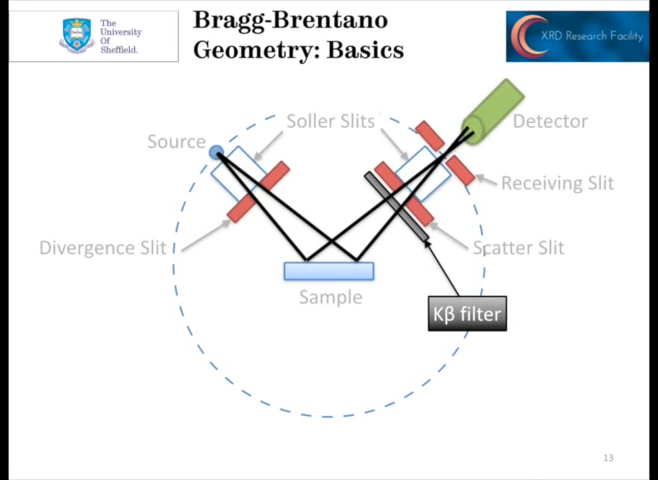 The
University
Of
Sheffield.
Bragg-Brentano
Geometry: Basics
XRD Research Facility
Soller Slits
Detector
Source
Receiving Slit
Divergence Slit
Scatter Slit
Sample
Kβ filter
13